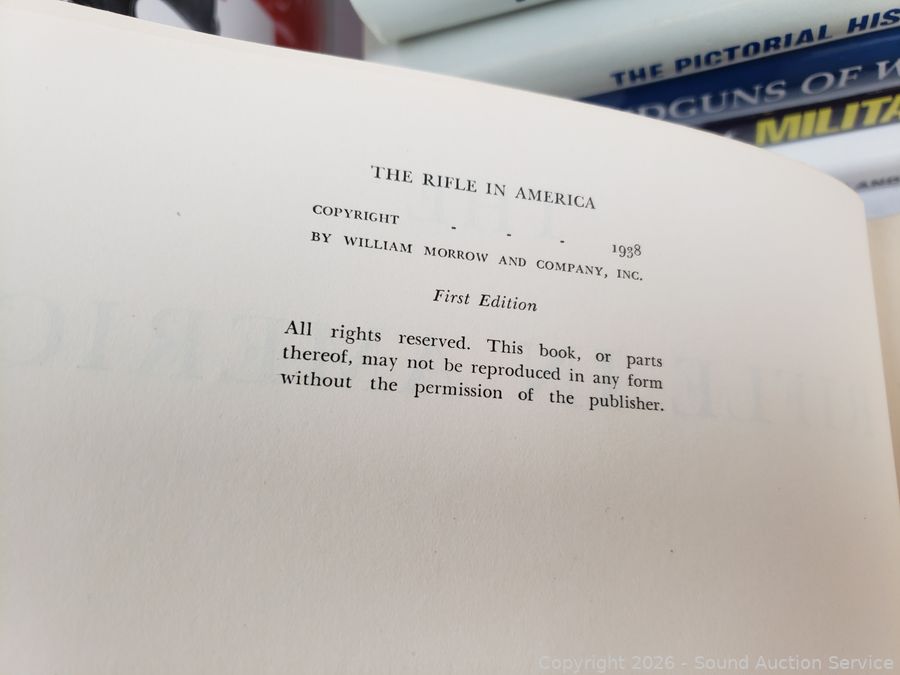 THE PICTORIAL HIS
DGUNS OF W
MILITA
THE RIFLE IN AMERICA
COPYRIGHT - - - 1938
BY WILLIAM MORROW AND COMPANY, INC.
First Edition
All rights reserved. This book, or parts
thereof, may not be reproduced in any form
without the permission of the publisher.
Copyright 2026 - Sound Auction Service